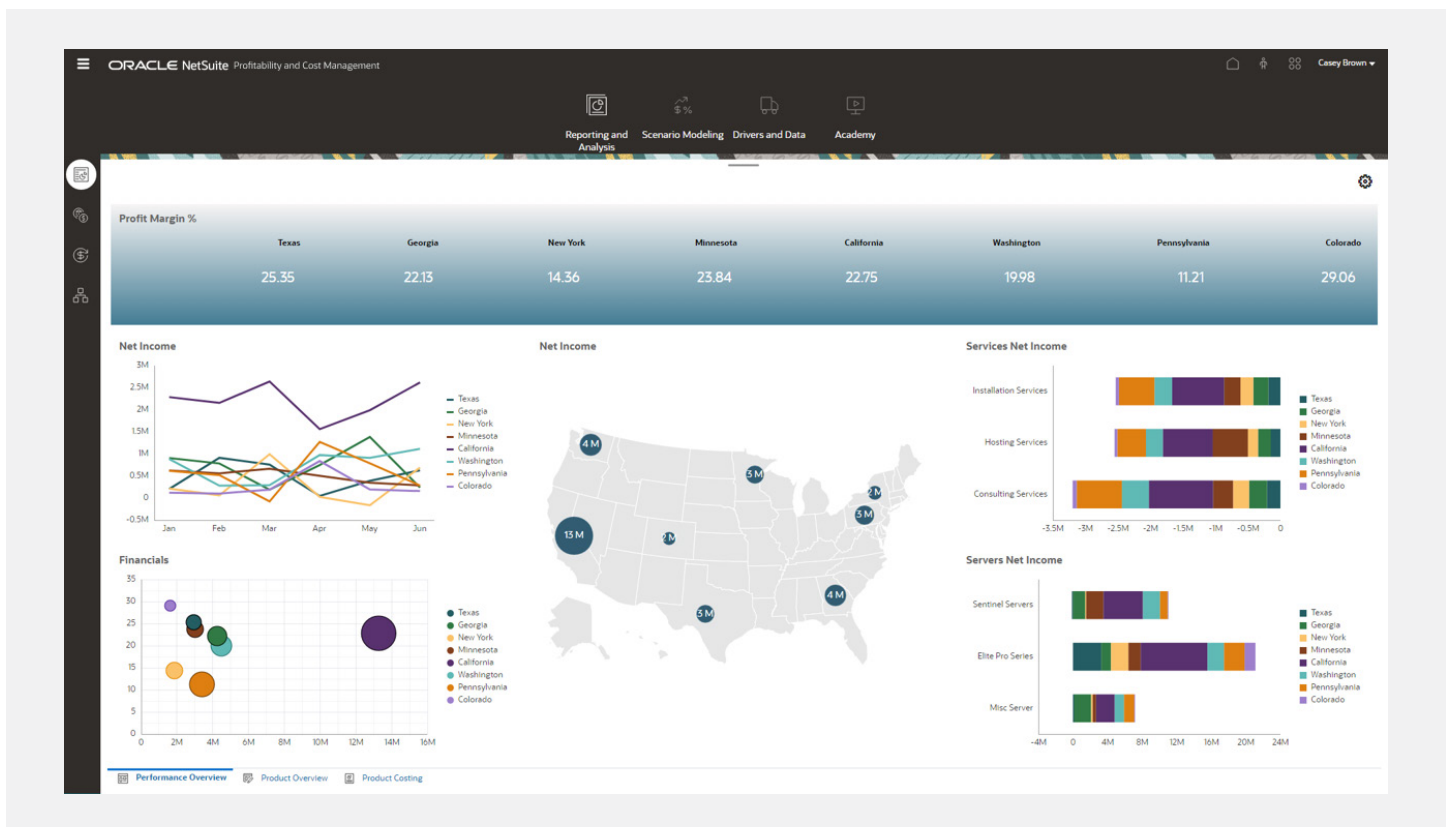 ORACLE NetSuite Profitability and Cost Management
Casey Brown
Reporting and
Analysis
Scenario Modeling
Drivers and Data
Academy
Profit Margin %
Texas Georgia New York Minnesota California Washington Pennsylvania Colorado
25.35 22.13 14.36 23.84 22.75 19.98 11.21 29.06
Net Income
3M
2.5M
2M
1.5M
1M
0.5M
0
-0.5M
Jan Feb Mar Apr May Jun
Texas
Georgia
New York
Minnesota
California
Washington
Pennsylvania
Colorado
Net Income
4 M
3 M
2 M
3 M
13 M
2 M
3 M
4 M
Services Net Income
Installation Services
Hosting Services
Consulting Services
-3.5M -3M -2.5M -2M -1.5M -1M -0.5M 0
Texas
Georgia
New York
Minnesota
California
Washington
Pennsylvania
Colorado
Financials
35
30
25
20
15
10
5
0
0 2M 4M 6M 8M 10M 12M 14M 16M
Texas
Georgia
New York
Minnesota
California
Washington
Pennsylvania
Colorado
Servers Net Income
Sentinel Servers
Elite Pro Series
Misc Server
-4M 0 4M 8M 12M 16M 20M 24M
Texas
Georgia
New York
Minnesota
California
Washington
Pennsylvania
Colorado
Performance Overview Product Overview Product Costing